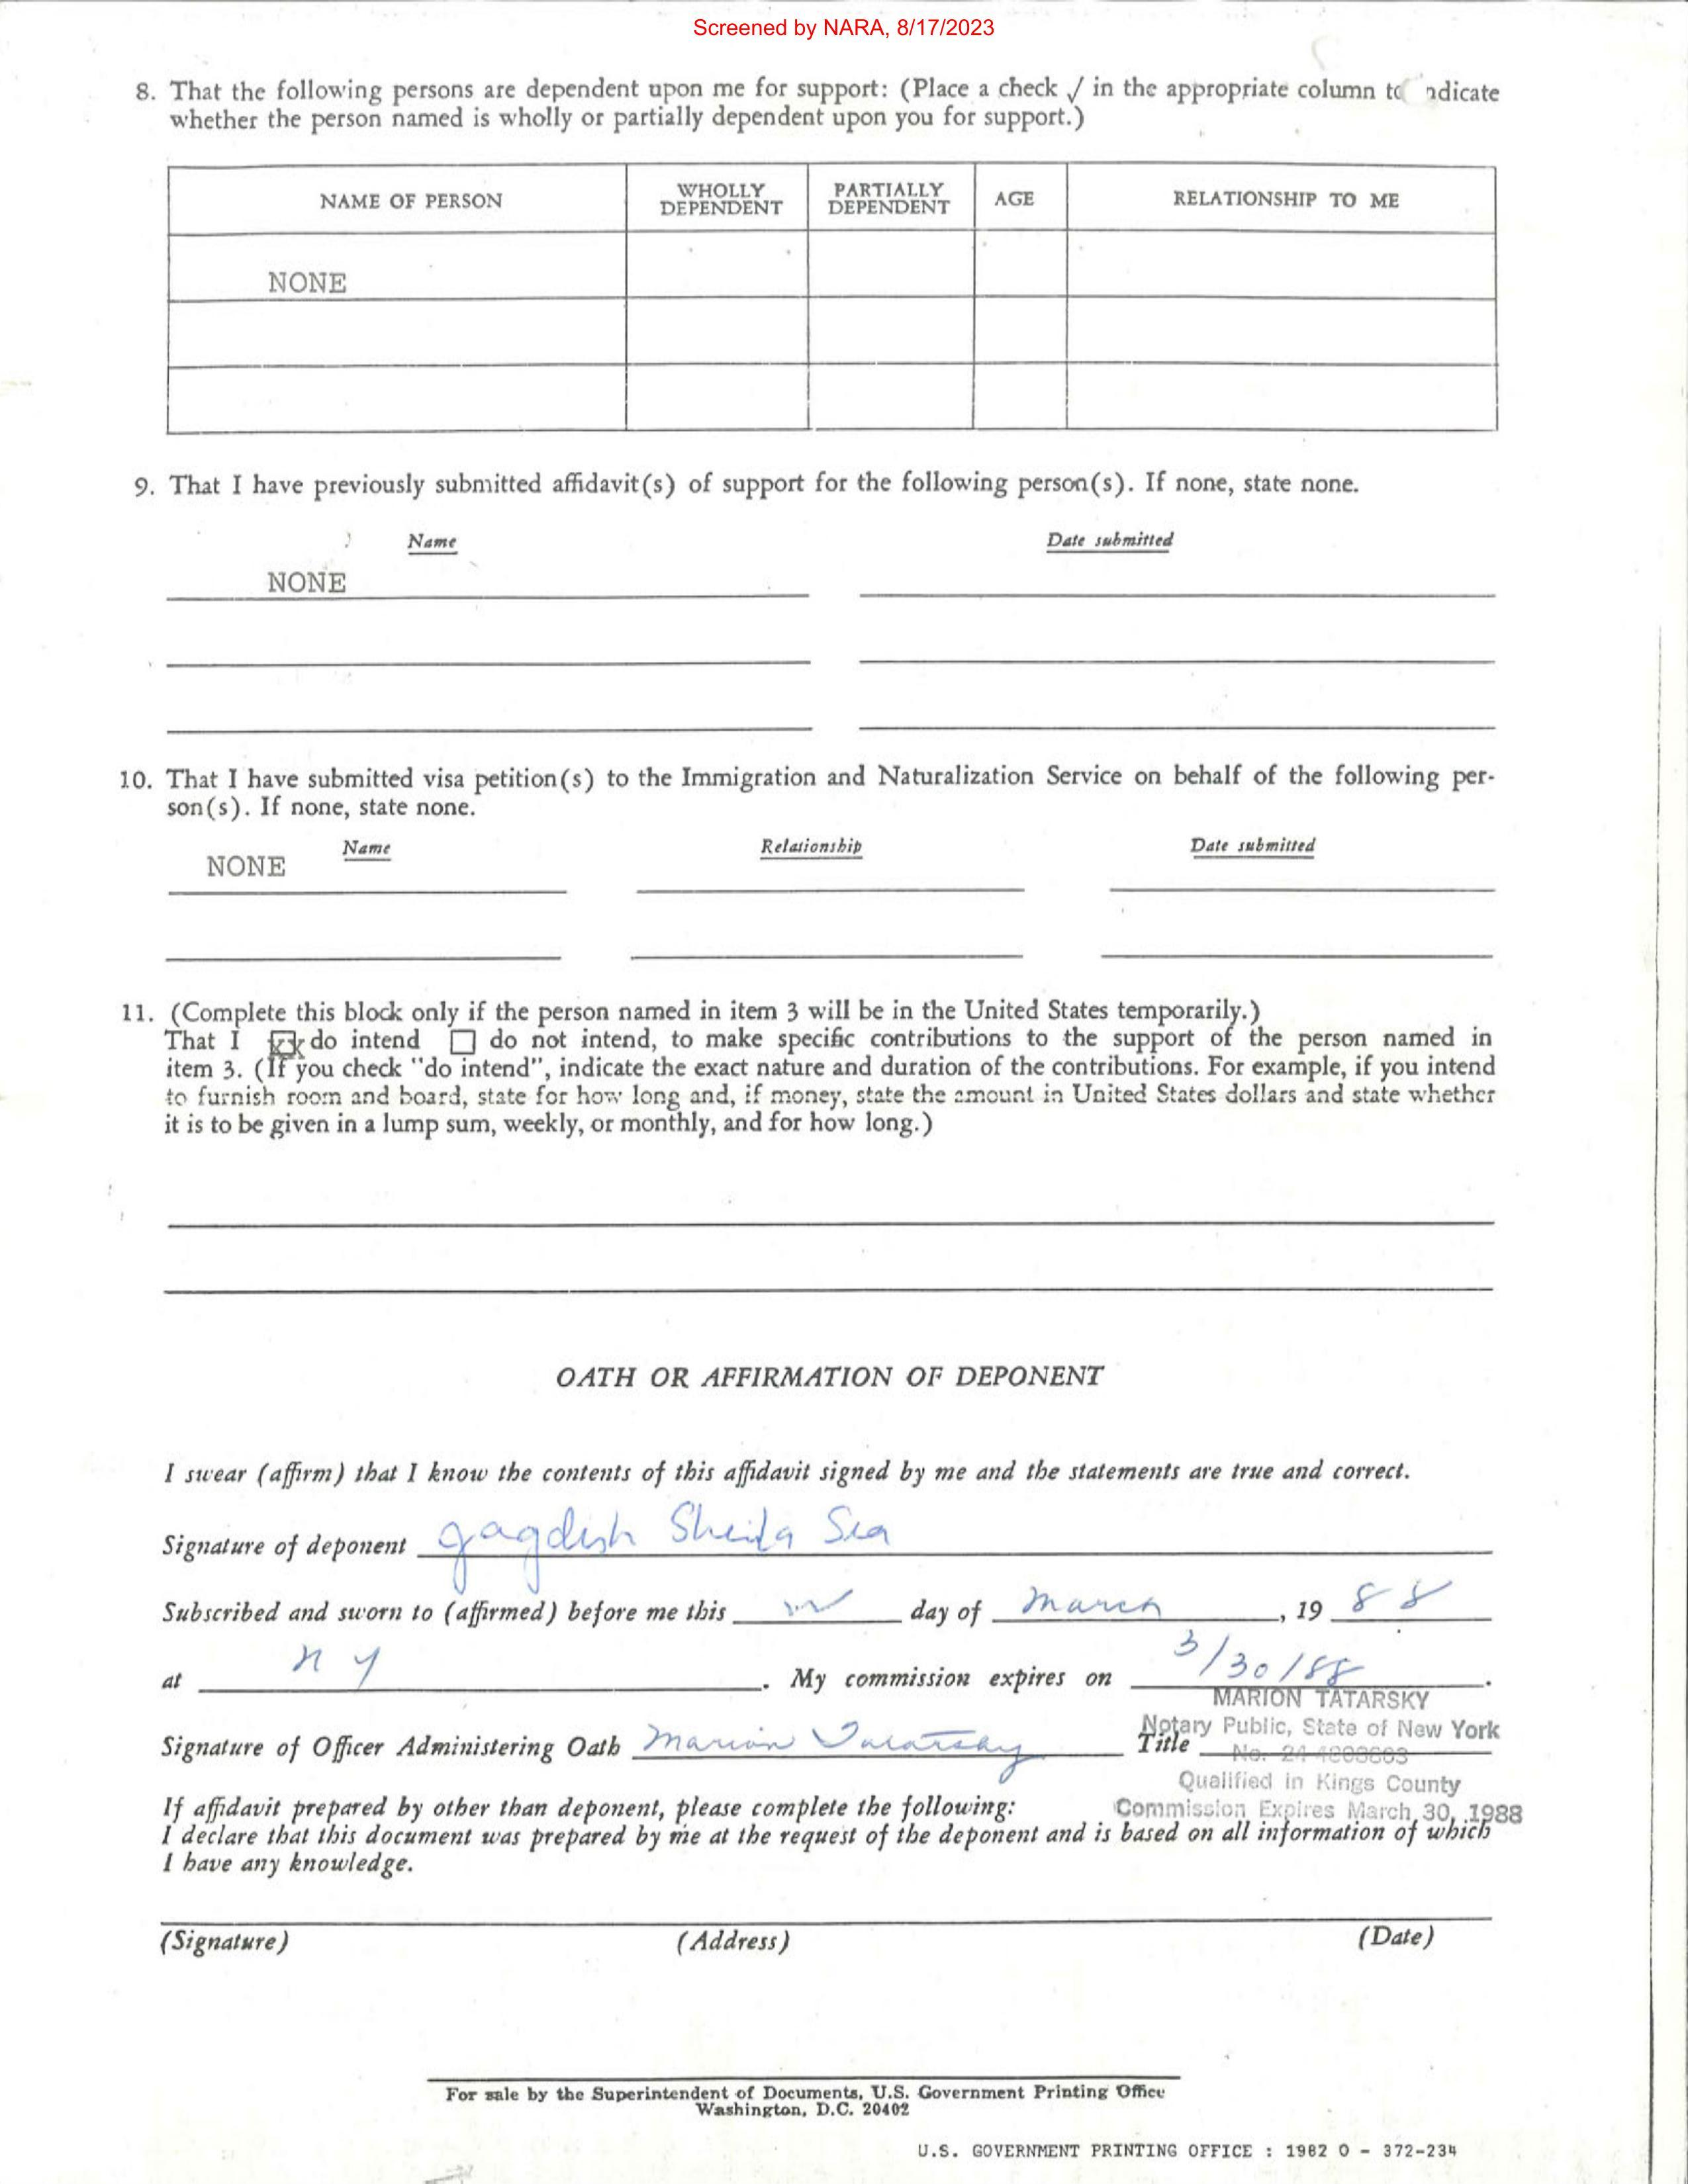 Screened by NARA, 8/17/2023
8. That the following persons are dependent upon me for support: (Place a check √ in the appropriate column to ndicate
whether the person named is wholly or partially dependent upon you for support.)
NAME OF PERSON WHOLLY DEPENDENT PARTIALLY DEPENDENT AGE RELATIONSHIP TO ME
NONE
9. That I have previously submitted affidavit(s) of support for the following person(s). If none, state none.
Name Date submitted
NONE
10. That I have submitted visa petition(s) to the Immigration and Naturalization Service on behalf of the following per-
son(s). If none, state none.
Name Relationship Date submitted
NONE
11. (Complete this block only if the person named in item 3 will be in the United States temporarily.)
That I xx do intend ☐ do not intend, to make specific contributions to the support of the person named in
item 3. (If you check "do intend", indicate the exact nature and duration of the contributions. For example, if you intend
to furnish room and board, state for how long and, if money, state the amount in United States dollars and state whether
it is to be given in a lump sum, weekly, or monthly, and for how long.)
OATH OR AFFIRMATION OF DEPONENT
I swear (affirm) that I know the contents of this affidavit signed by me and the statements are true and correct.
Signature of deponent Jagdish Sheila Sea
Subscribed and sworn to (affirmed) before me this day of March, 19 88
at N Y. My commission expires on 3/30/88.
MARION TATARSKY
Notary Public, State of New York
Signature of Officer Administering Oath Marion Tatarsky Title No.
Qualified in Kings County
Commission Expires March 30, 1988
If affidavit prepared by other than deponent, please complete the following:
I declare that this document was prepared by me at the request of the deponent and is based on all information of which
I have any knowledge.
(Signature) (Address) (Date)
For sale by the Superintendent of Documents, U.S. Government Printing Office
Washington, D.C. 20402
U.S. GOVERNMENT PRINTING OFFICE : 1982 O - 372-234